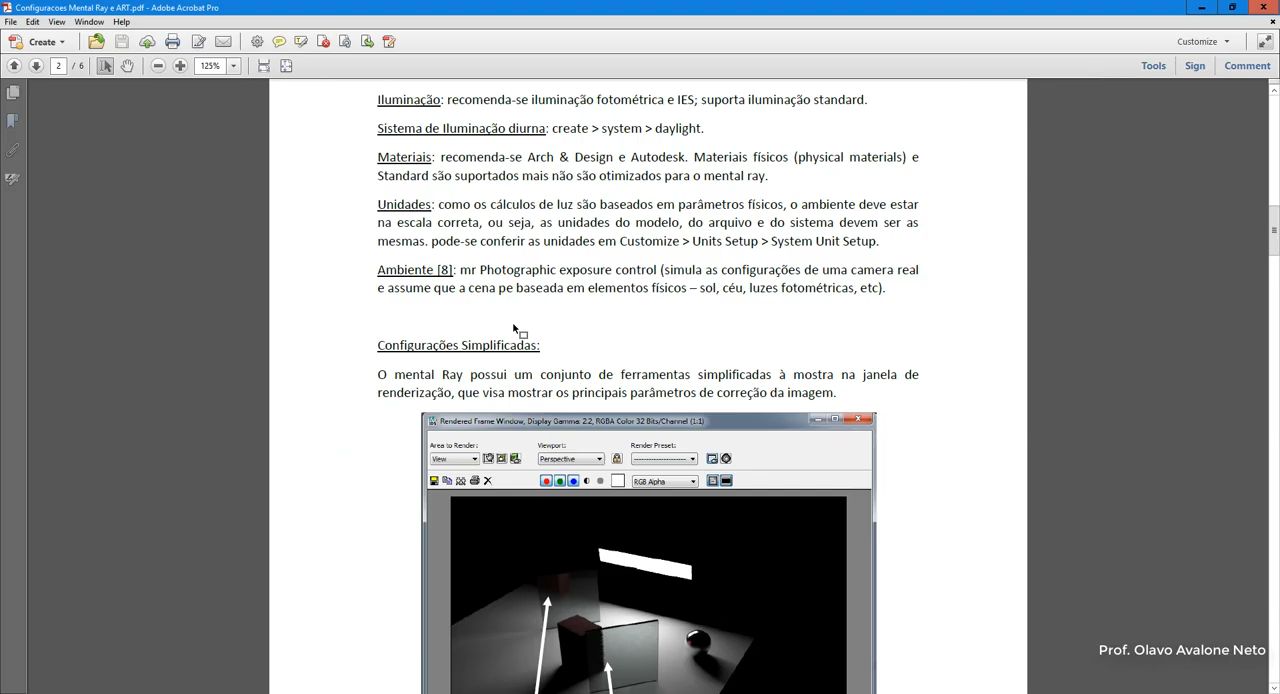 Configuracoes Mental Ray e ART.pdf - Adobe Acrobat Pro
File Edit View Window Help
Create
Customize
2 / 6
125%
Tools Sign Comment
Iluminação: recomenda-se iluminação fotométrica e IES; suporta iluminação standard.
Sistema de Iluminação diurna: create > system > daylight.
Materiais: recomenda-se Arch & Design e Autodesk. Materiais físicos (physical materials) e
Standard são suportados mais não são otimizados para o mental ray.
Unidades: como os cálculos de luz são baseados em parâmetros físicos, o ambiente deve estar
na escala correta, ou seja, as unidades do modelo, do arquivo e do sistema devem ser as
mesmas. pode-se conferir as unidades em Customize > Units Setup > System Unit Setup.
Ambiente [8]: mr Photographic exposure control (simula as configurações de uma camera real
e assume que a cena pe baseada em elementos físicos – sol, céu, luzes fotométricas, etc).
Configurações Simplificadas:
O mental Ray possui um conjunto de ferramentas simplificadas à mostra na janela de
renderização, que visa mostrar os principais parâmetros de correção da imagem.
Rendered Frame Window, Display Gamma: 2.2, RGBA Color 32 Bits/Channel (1:1)
Area to Render: Viewport: Render Preset:
View Perspective
RGB Alpha
Prof. Olavo Avalone Neto